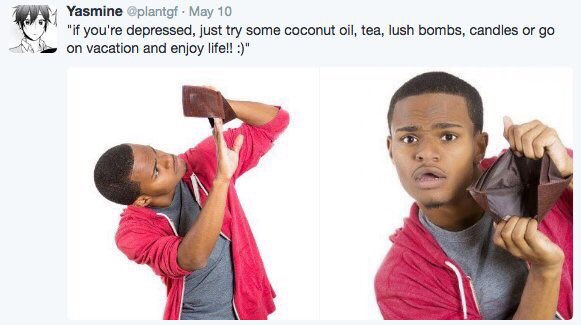 Yasmine @plantgf · May 10
"if you're depressed, just try some coconut oil, tea, lush bombs, candles or go
on vacation and enjoy life!! :)"